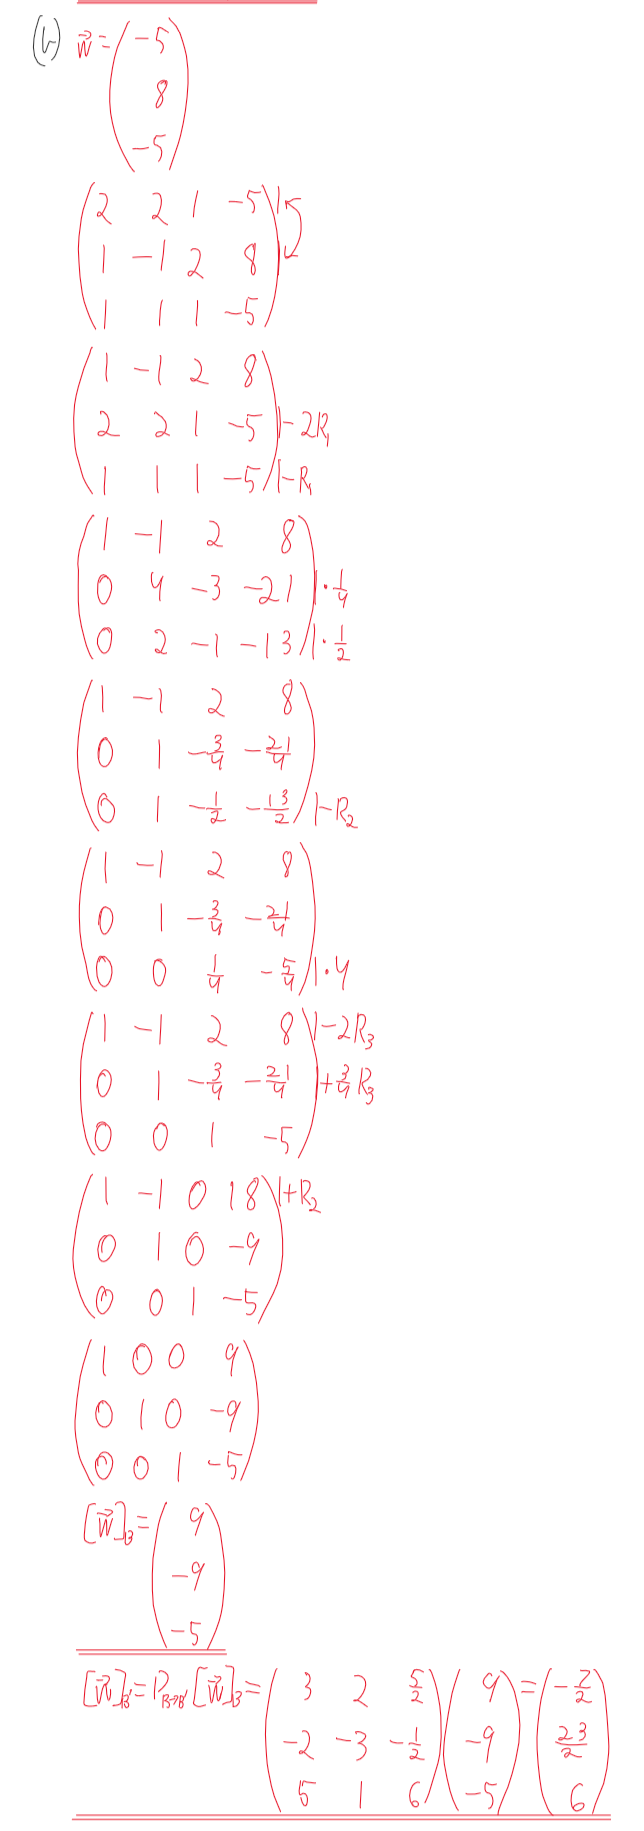 (b) w⃗ = (-5
8
-5)
(2 2 1 -5)|
1 -1 2 8 |
1 1 1 -5)
(1 -1 2 8
2 2 1 -5 |-2R₁
1 1 1 -5)|-R₁
(1 -1 2 8
0 4 -3 -21 |·1/4
0 2 -1 -13)|·1/2
(1 -1 2 8
0 1 -3/4 -21/4
0 1 -1/2 -13/2)|-R₂
(1 -1 2 8
0 1 -3/4 -21/4
0 0 1/4 -5/4)|·4
(1 -1 2 8 |-2R₃
0 1 -3/4 -21/4 |+3/4R₃
0 0 1 -5)
(1 -1 0 18 |+R₂
0 1 0 -9
0 0 1 -5)
(1 0 0 9
0 1 0 -9
0 0 1 -5)
[w⃗]_B = (9
-9
-5)
[w⃗]_B' = P_B→B' [w⃗]_B = (3 2 5/2)(9) = (-7/2)
(-2 -3 -1/2)(-9) (23/2)
(5 1 6)(-5) (6)